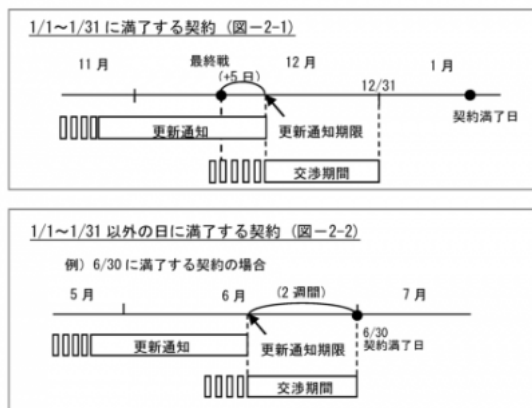 1/1~1/31 に満了する契約 (図-2-1)
11 月 最終戦 12 月 1 月
(+5 日) 12/31
契約満了日
更新通知 更新通知期限
交渉期間
1/1~1/31 以外の日に満了する契約 (図-2-2)
例) 6/30 に満了する契約の場合
5 月 6 月 (2 週間) 7 月
6/30
更新通知 更新通知期限 契約満了日
交渉期間